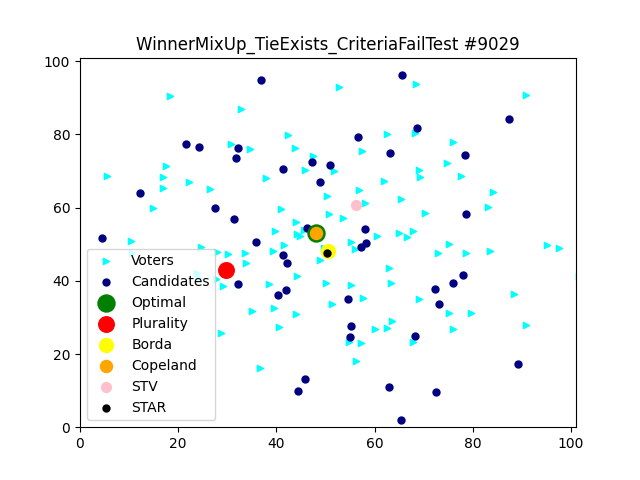 WinnerMixUp_TieExists_CriteriaFailTest #9029
100
80
60
40
20
0
Voters
Candidates
Optimal
Plurality
Borda
Copeland
STV
STAR
0 20 40 60 80 100